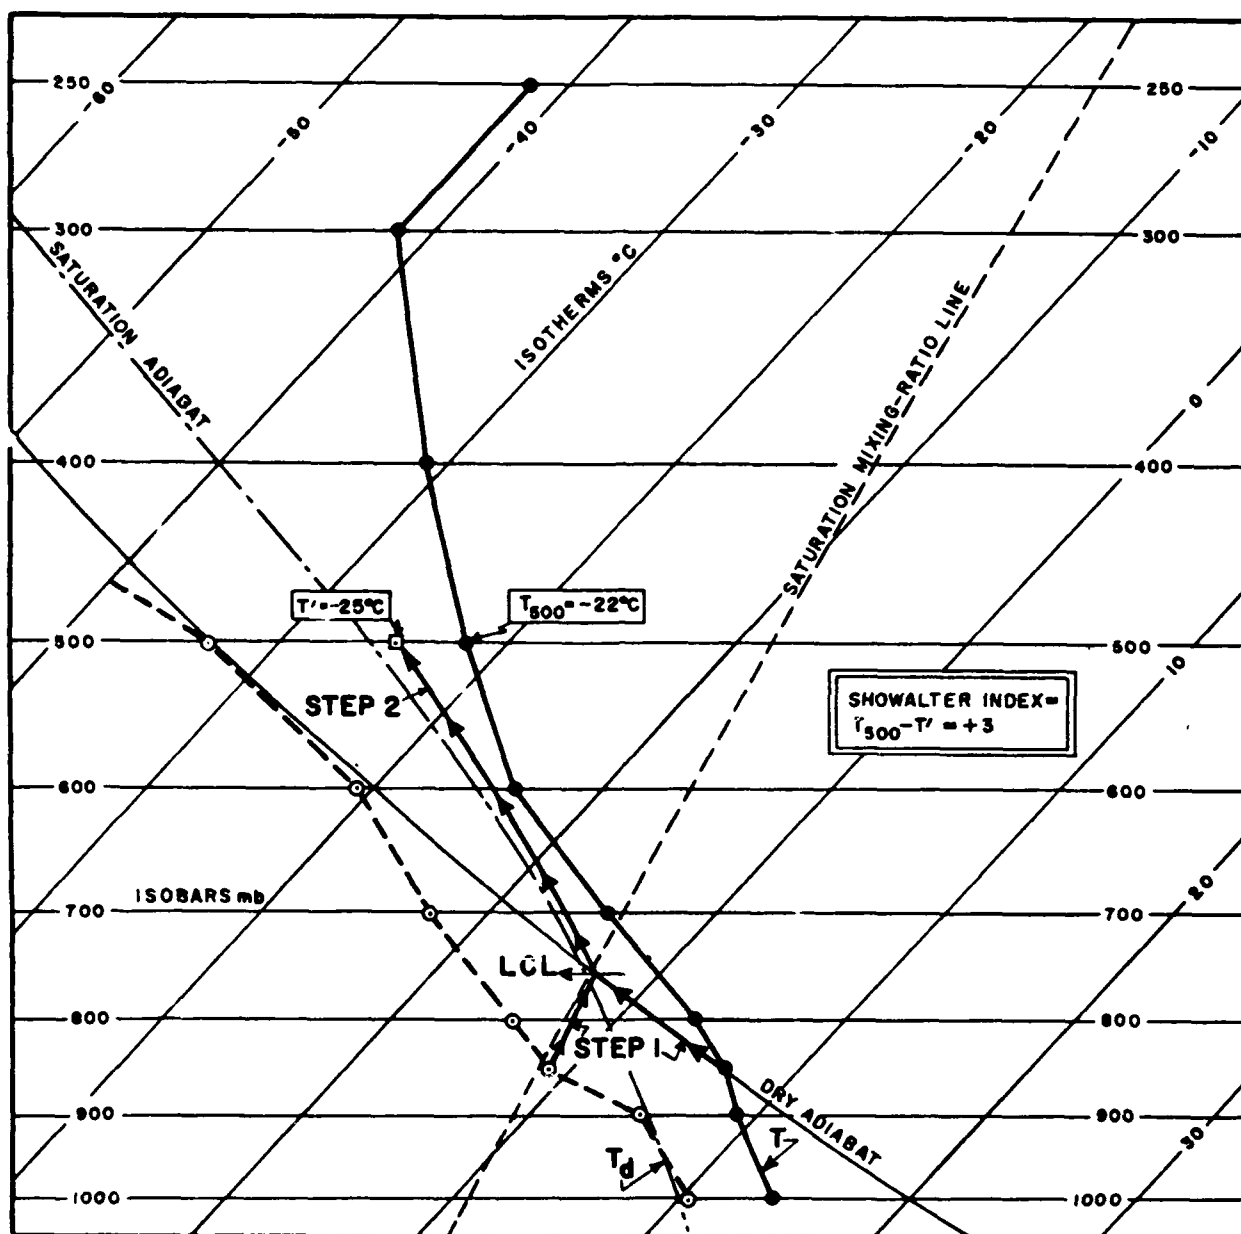 -60
-50
-40
-30
-20
-10
250
250
300
300
SATURATION ADIABAT
ISOTHERMS °C
SATURATION MIXING-RATIO LINE
0
400
400
T'=-25°C
T500=-22°C
500
500
10
STEP 2
SHOWALTER INDEX=
T500-T' = +3
600
600
ISOBARS mb
20
700
700
LCL
800
800
STEP 1
DRY ADIABAT
900
900
T
Td
30
1000
1000